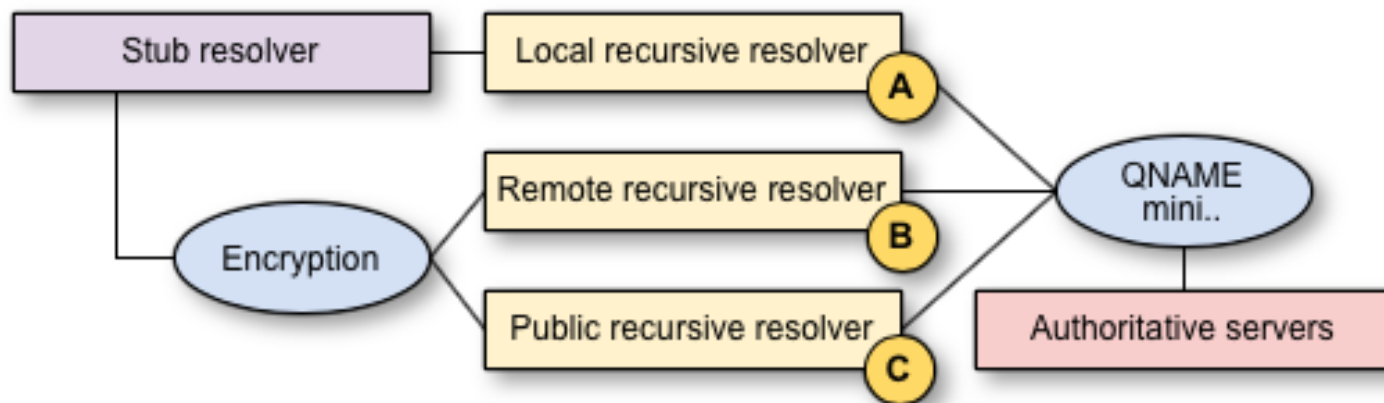 Stub resolver
Local recursive resolver
A
Remote recursive resolver
B
QNAME
mini..
Encryption
Public recursive resolver
C
Authoritative servers